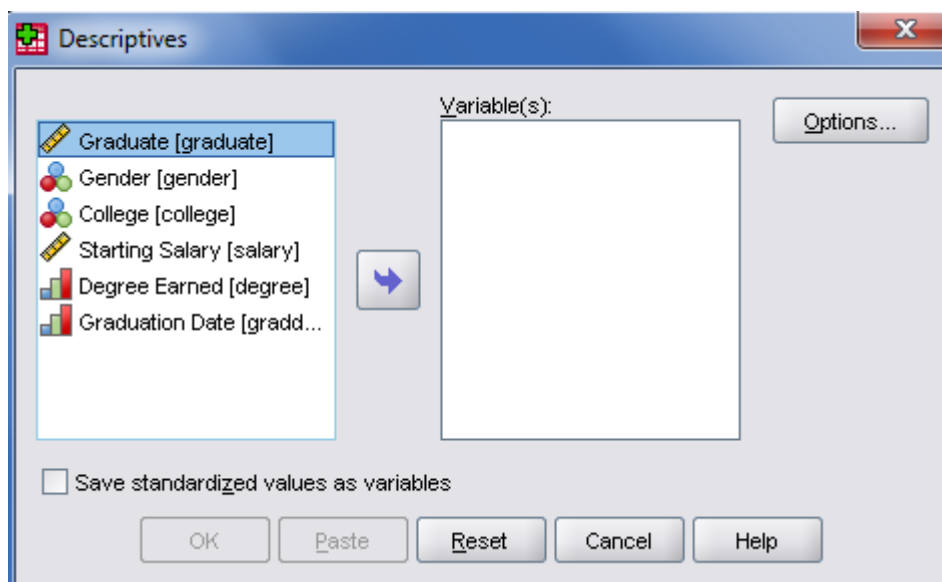 Descriptives
Variable(s):
Options...
Graduate [graduate]
Gender [gender]
College [college]
Starting Salary [salary]
Degree Earned [degree]
Graduation Date [gradd...
Save standardized values as variables
OK
Paste
Reset
Cancel
Help